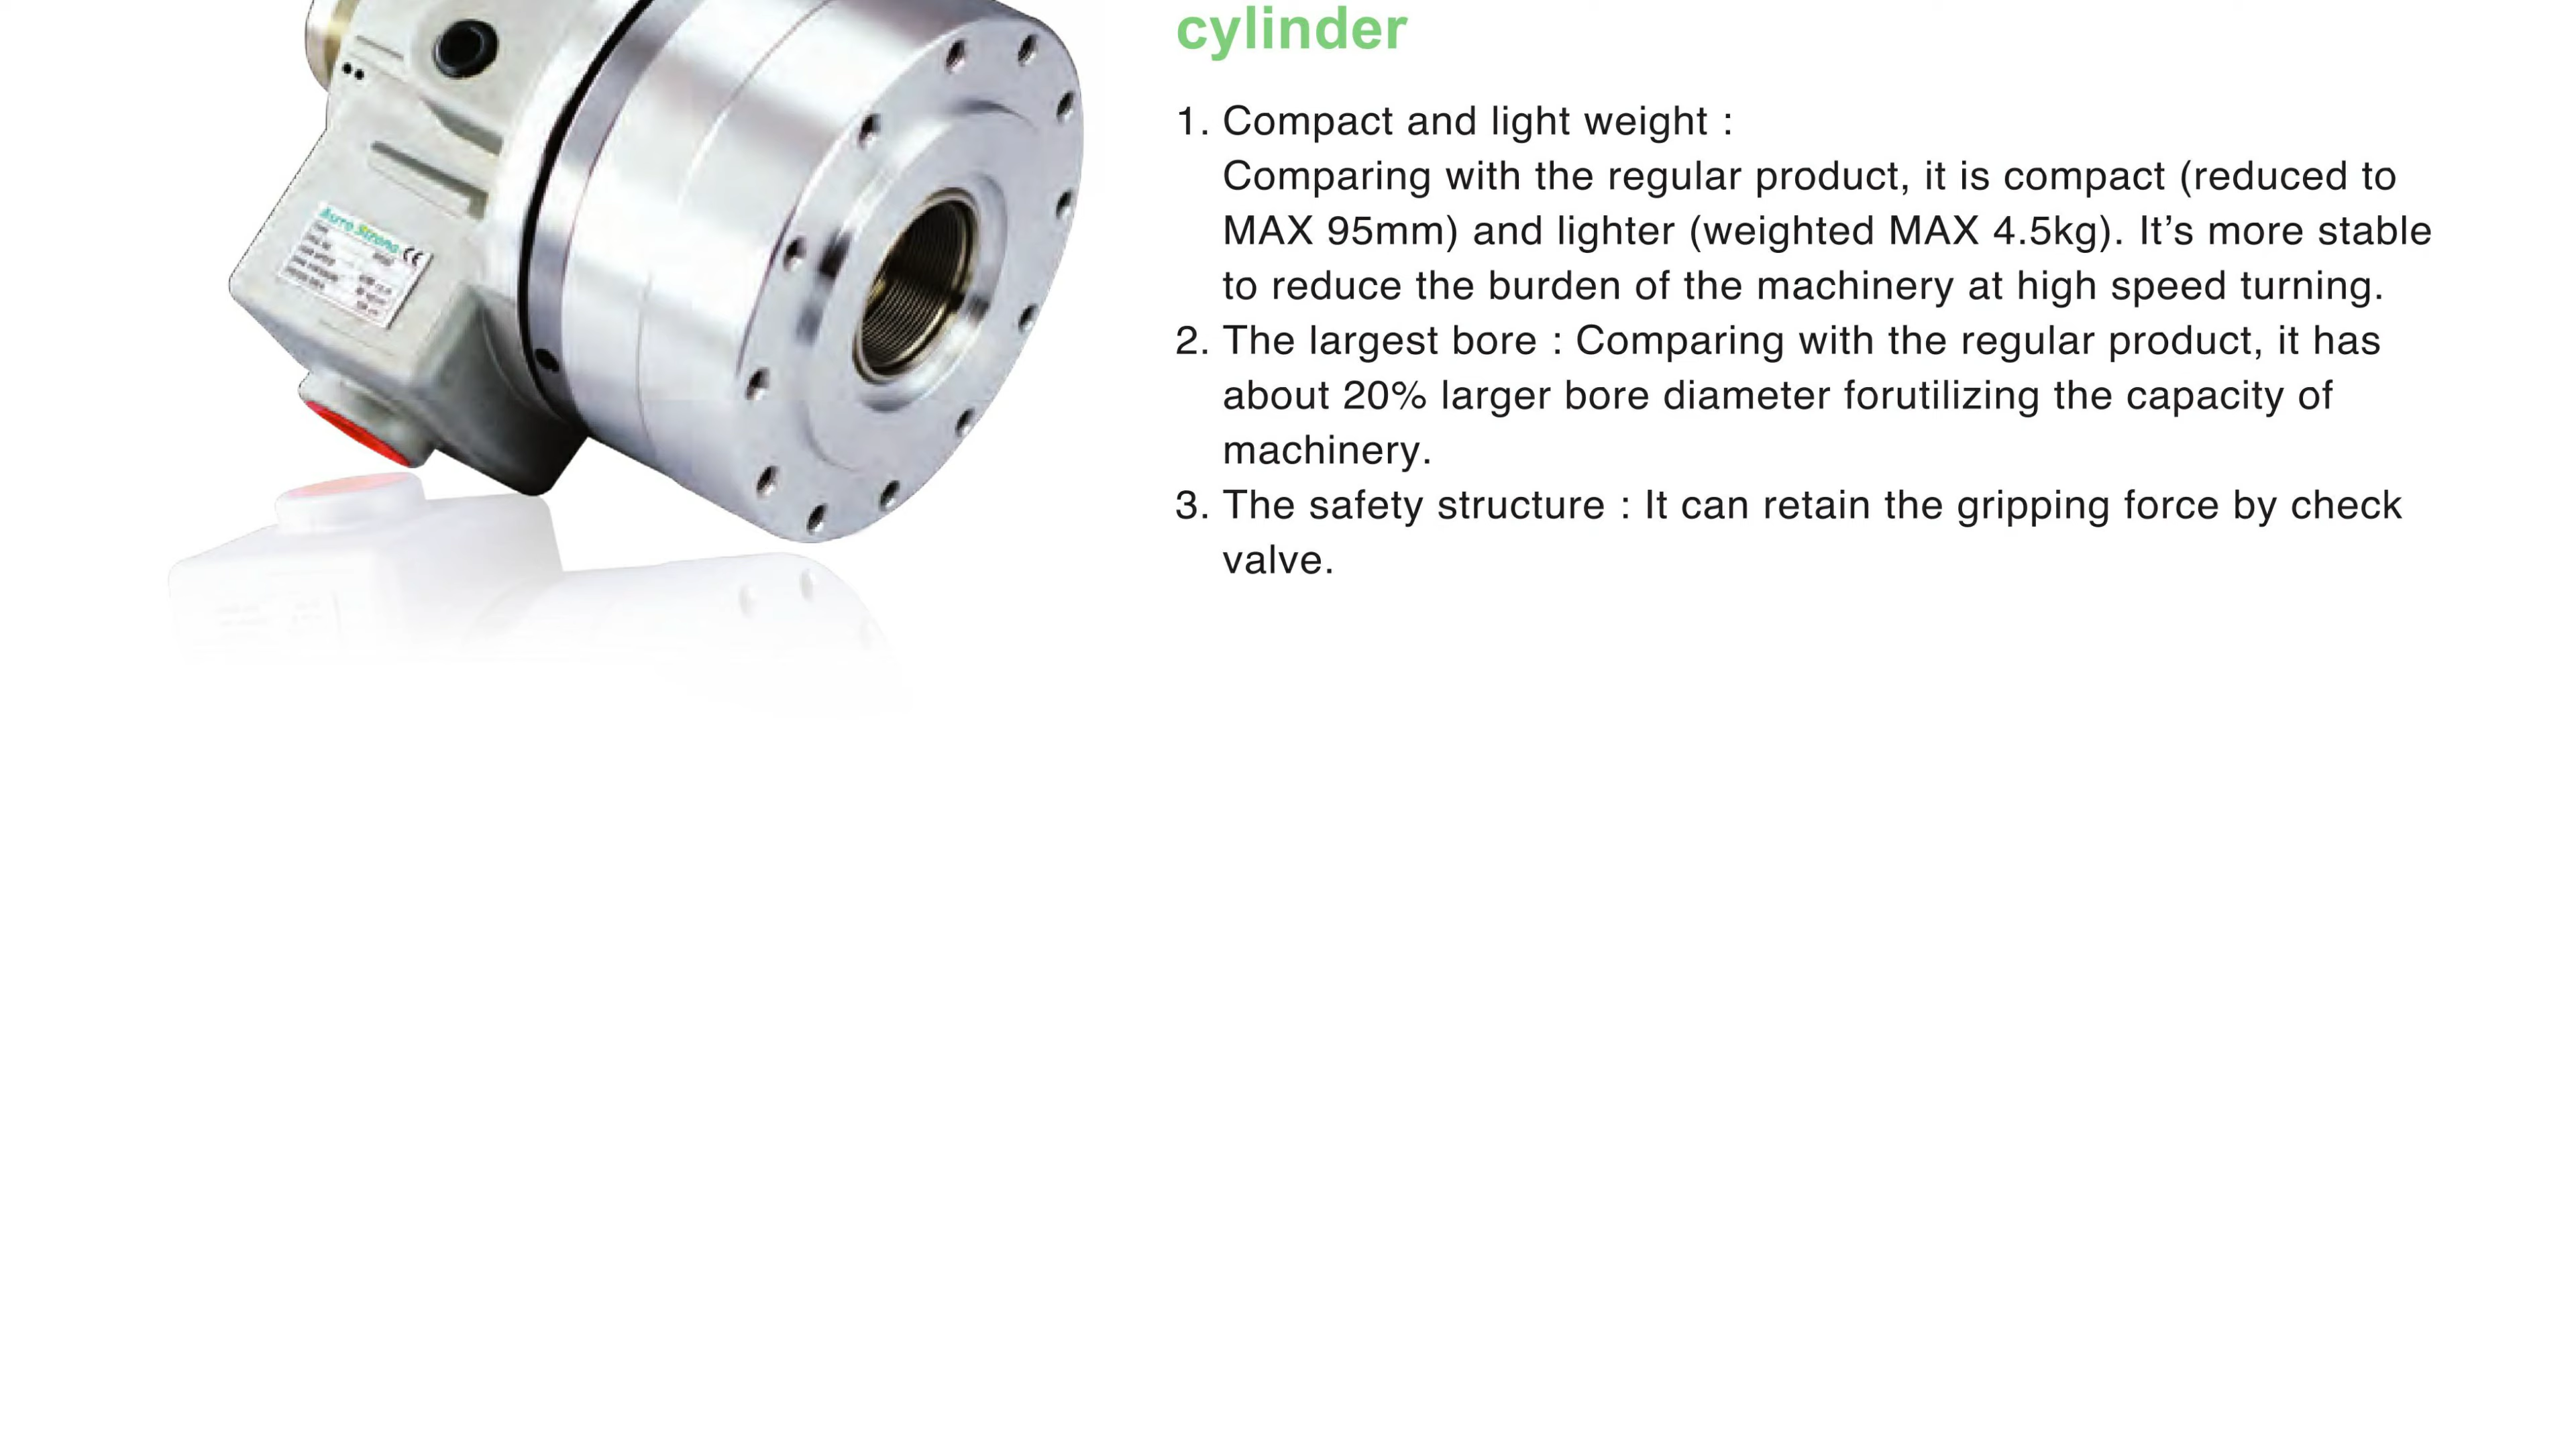 cylinder
1. Compact and light weight :
Comparing with the regular product, it is compact (reduced to
MAX 95mm) and lighter (weighted MAX 4.5kg). It’s more stable
to reduce the burden of the machinery at high speed turning.
2. The largest bore : Comparing with the regular product, it has
about 20% larger bore diameter forutilizing the capacity of
machinery.
3. The safety structure : It can retain the gripping force by check
valve.
Auto Strong CE